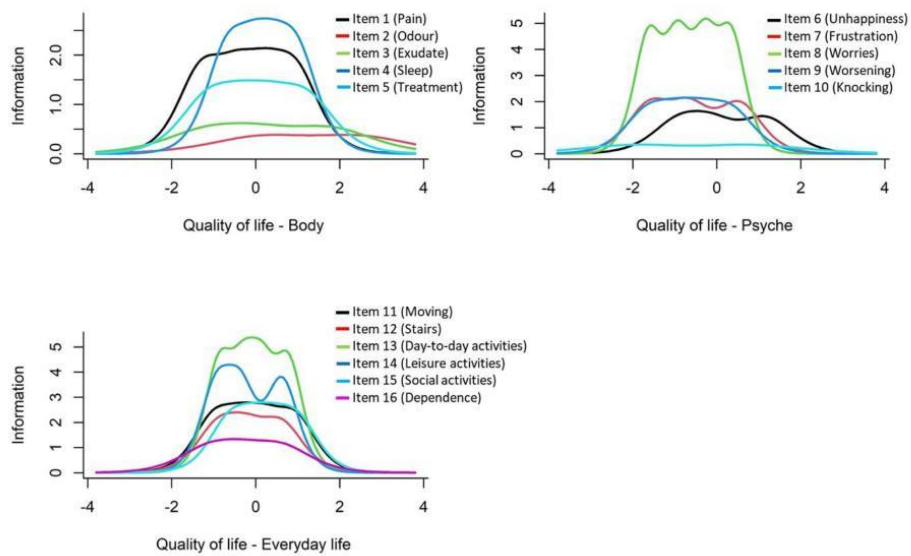 Information
2.0
1.0
0.0
-4 -2 0 2 4
Quality of life - Body
Item 1 (Pain)
Item 2 (Odour)
Item 3 (Exudate)
Item 4 (Sleep)
Item 5 (Treatment)
Information
5
4
3
2
1
0
-4 -2 0 2 4
Quality of life - Psyche
Item 6 (Unhappiness)
Item 7 (Frustration)
Item 8 (Worries)
Item 9 (Worsening)
Item 10 (Knocking)
Information
5
4
3
2
1
0
-4 -2 0 2 4
Quality of life - Everyday life
Item 11 (Moving)
Item 12 (Stairs)
Item 13 (Day-to-day activities)
Item 14 (Leisure activities)
Item 15 (Social activities)
Item 16 (Dependence)